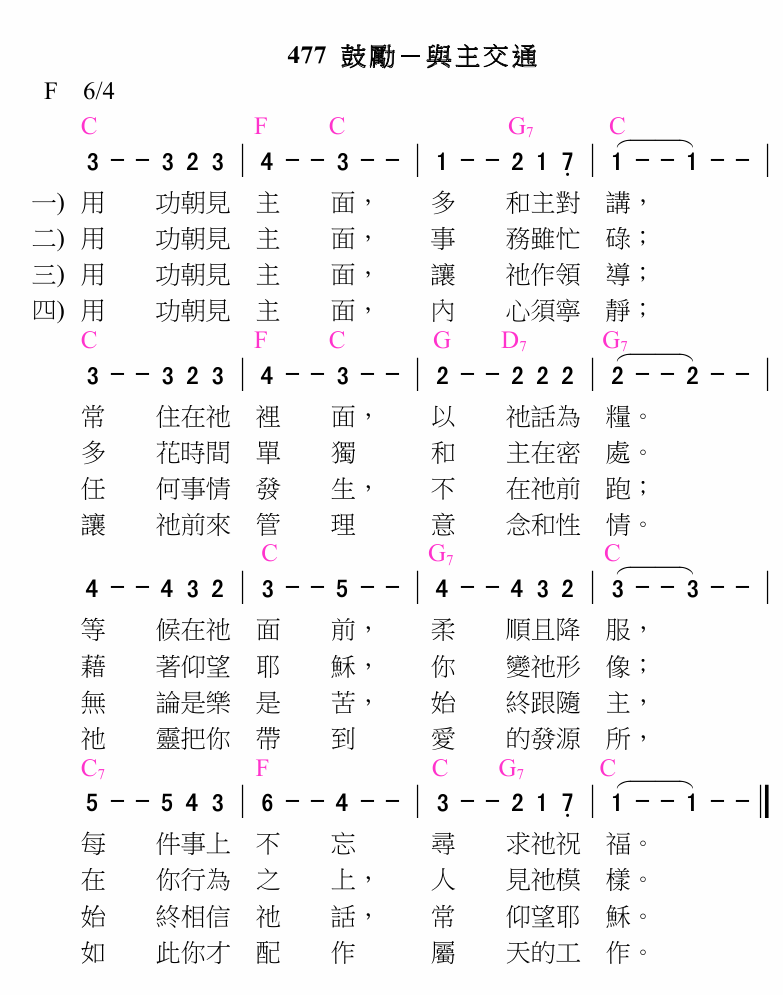 477 鼓勵－與主交通
F 6/4
C F C G7 C
3 - - 3 2 3 | 4 - - 3 - - | 1 - - 2 1 7̣ | 1 - - 1 - - |
一) 用 功朝見 主 面， 多 和主對 講，
二) 用 功朝見 主 面， 事 務雖忙 碌；
三) 用 功朝見 主 面， 讓 祂作領 導；
四) 用 功朝見 主 面， 內 心須寧 靜；
C F C G D7 G7
3 - - 3 2 3 | 4 - - 3 - - | 2 - - 2 2 2 | 2 - - 2 - - |
常 住在祂 裡 面， 以 祂話為 糧。
多 花時間 單 獨 和 主在密 處。
任 何事情 發 生， 不 在祂前 跑；
讓 祂前來 管 理 意 念和性 情。
C G7 C
4 - - 4 3 2 | 3 - - 5 - - | 4 - - 4 3 2 | 3 - - 3 - - |
等 候在祂 面 前， 柔 順且降 服，
藉 著仰望 耶 穌， 你 變祂形 像；
無 論是樂 是 苦， 始 終跟隨 主，
祂 靈把你 帶 到 愛 的發源 所，
C7 F C G7 C
5 - - 5 4 3 | 6 - - 4 - - | 3 - - 2 1 7̣ | 1 - - 1 - - ‖
每 件事上 不 忘 尋 求祂祝 福。
在 你行為 之 上， 人 見祂模 樣。
始 終相信 祂 話， 常 仰望耶 穌。
如 此你才 配 作 屬 天的工 作。